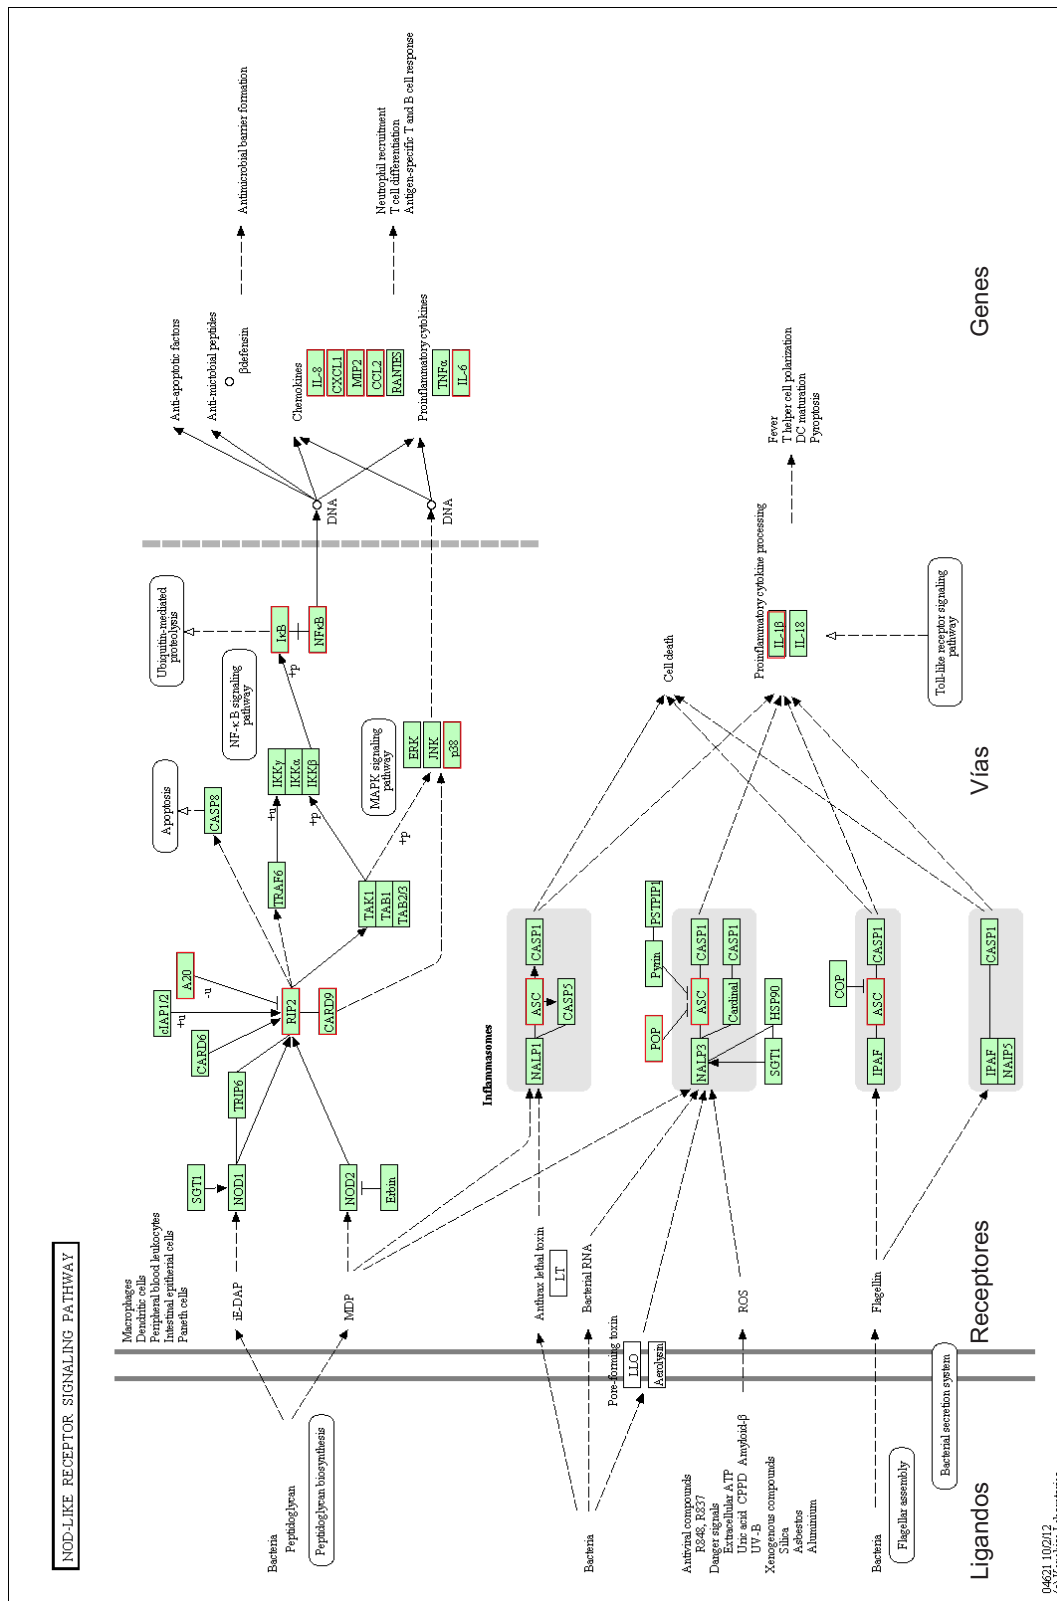 NOD-LIKE RECEPTOR SIGNALING PATHWAY
Macrophages
Dendritic cells
Peripheral blood leukocytes
Intestinal epitherial cells
Paneth cells
Bacteria
Peptidoglycan
Peptidoglycan biosynthesis
iE-DAP
MDP
SGT1
NOD1
NOD2
Erbin
TRIP6
CARD6
cIAP1/2
+u
A20
-u
RIP2
CARD9
Apoptosis
CASP8
TRAF6
+u
TAK1
TAB1
TAB2/3
+p
+p
IKKγ
IKKα
IKKβ
NF-κ B signaling
pathway
MAPK signaling
pathway
ERK
JNK
p38
Ubiquitin-mediated
proteolysis
+p
IκB
NFκB
DNA
DNA
Anti-apoptotic factors
Anti-mictobial peptides
βdefensin
Antimicrobial barrier formation
Chemokines
IL-8
CXCL1
MIP2
CCL2
RANTES
Neutrophil recruitment
T cell differentiation
Antigen-specific T and B cell response
Proinflammatory cytokines
TNFα
IL-6
Inflammasomes
Bacteria
Anthrax lethal toxin
LT
Bacterial RNA
Pore-forming toxin
LLO
Aerolysin
NALP1
ASC
CASP1
CASP5
POP
Pyrin
PSTPIP1
NALP3
ASC
CASP1
Cardinal
CASP1
SGT1
HSP90
Antiviral compounds
R848, R837
Danger signals
Extracellular ATP
Uric acid CPPD Amyloid-β
UV-B
Xenogenous compounds
Silica
Asbestos
Aluminium
ROS
COP
IPAF
ASC
CASP1
Bacteria
Flagellar assembly
Flagellin
Bacterial secretion system
IPAF
NAIP5
CASP1
Cell death
Proinflammatory cytokine processing
IL-1β
IL-18
Fever
T helper cell polarization
DC maturation
Pyroptosis
Toll-like receptor signaling
pathway
Ligandos
Receptores
Vías
Genes
04621 10/2/12
(c) Kanehisa Laboratories